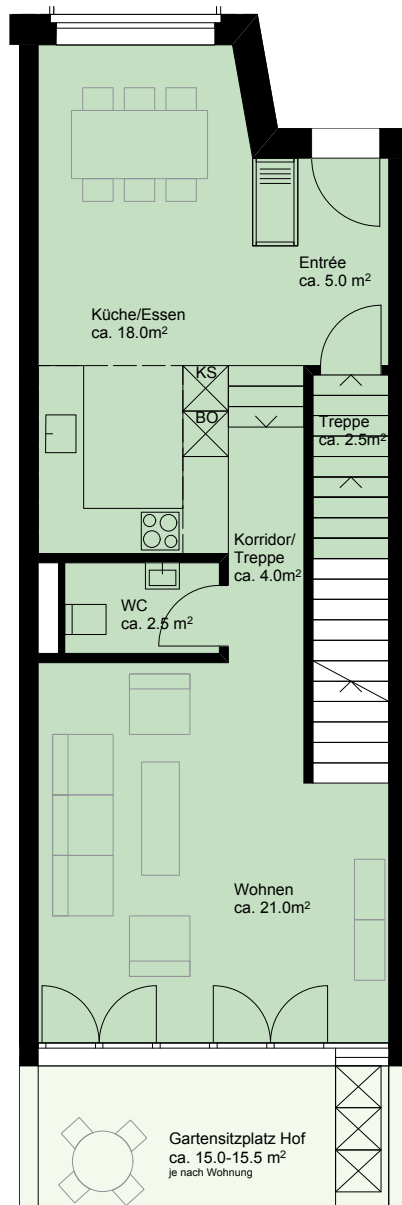 Entrée
ca. 5.0 m²
Küche/Essen
ca. 18.0m²
KS
BO
Treppe
ca. 2.5m²
Korridor/
Treppe
ca. 4.0m²
WC
ca. 2.5 m²
Wohnen
ca. 21.0m²
Gartensitzplatz Hof
ca. 15.0-15.5 m²
je nach Wohnung